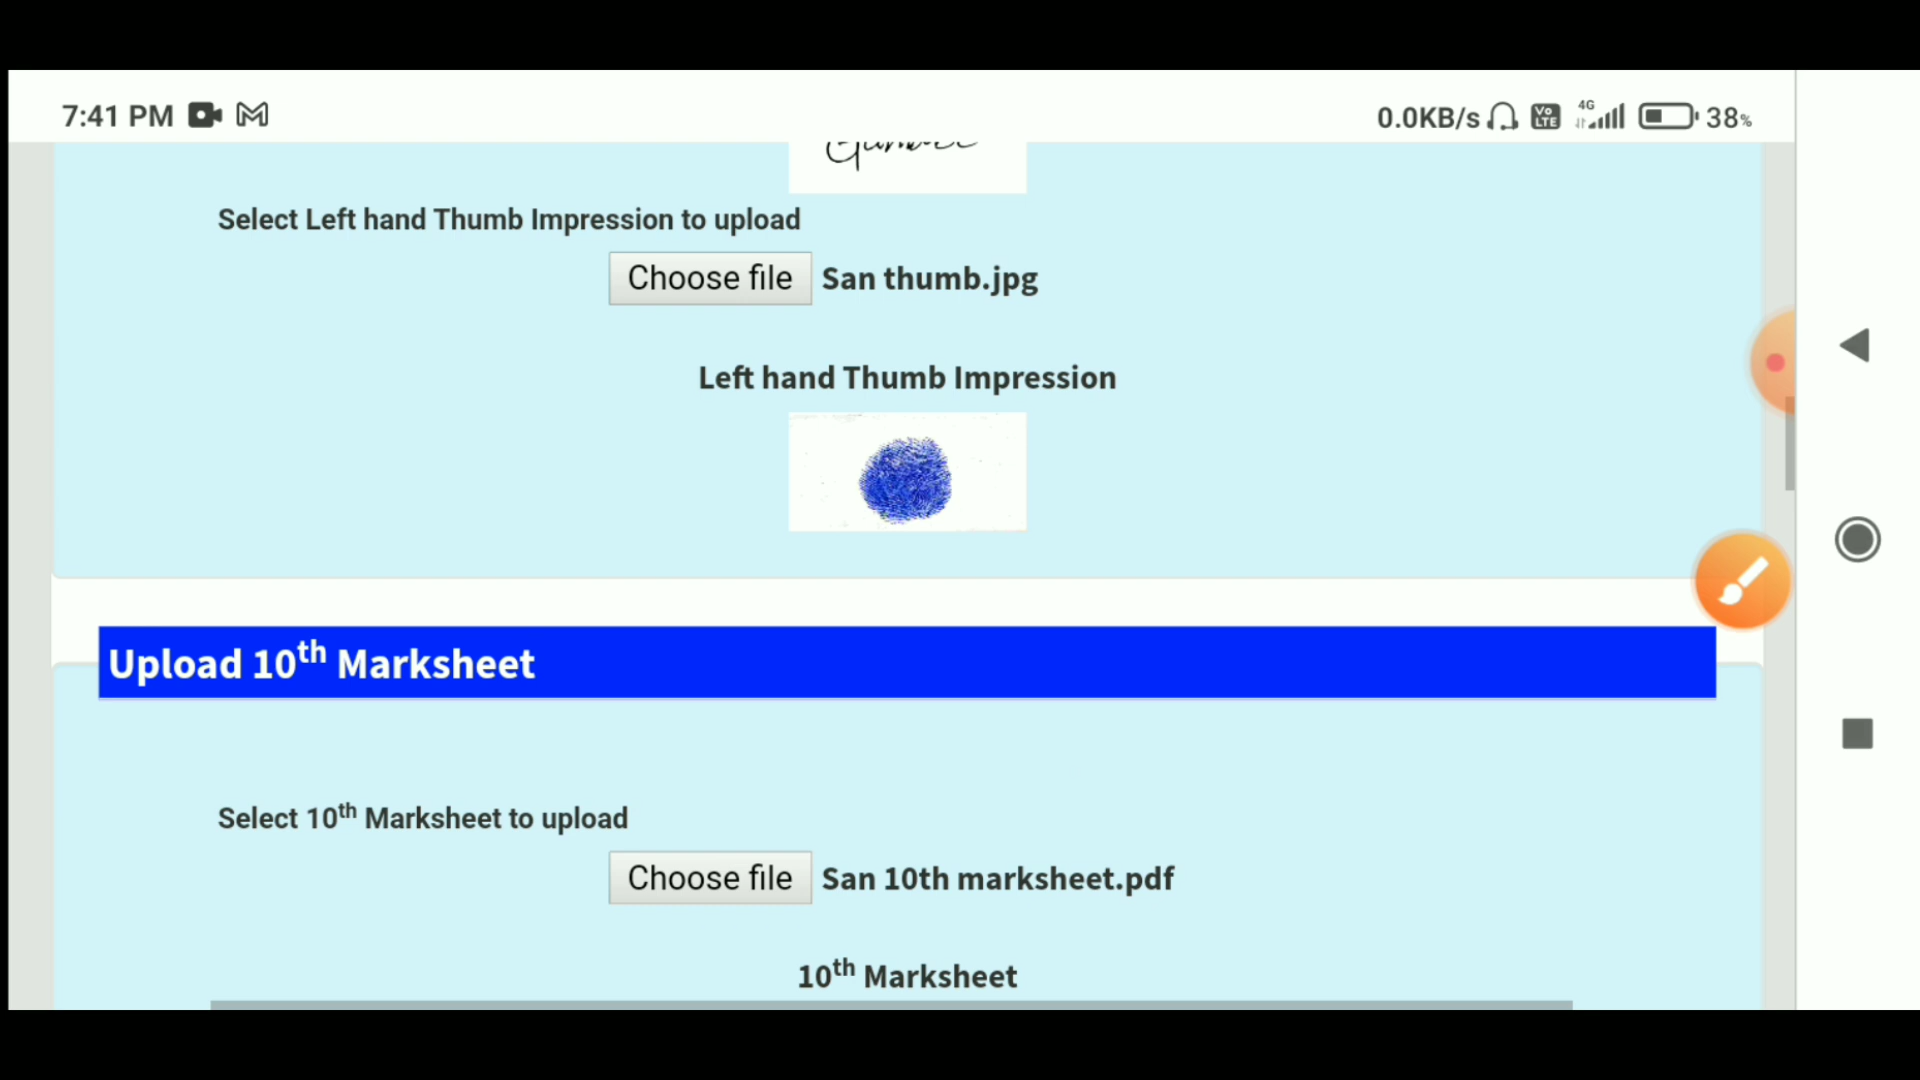 7:41 PM
0.0KB/s Vo LTE 4G 38%
Select Left hand Thumb Impression to upload
Choose file San thumb.jpg
Left hand Thumb Impression
Upload 10th Marksheet
Select 10th Marksheet to upload
Choose file San 10th marksheet.pdf
10th Marksheet